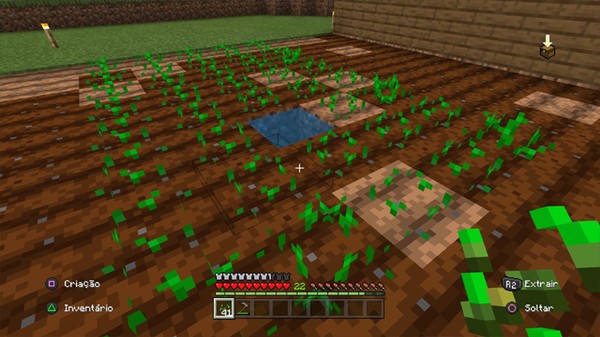 22
Criação
R2 Extrair
Inventário
41
Soltar